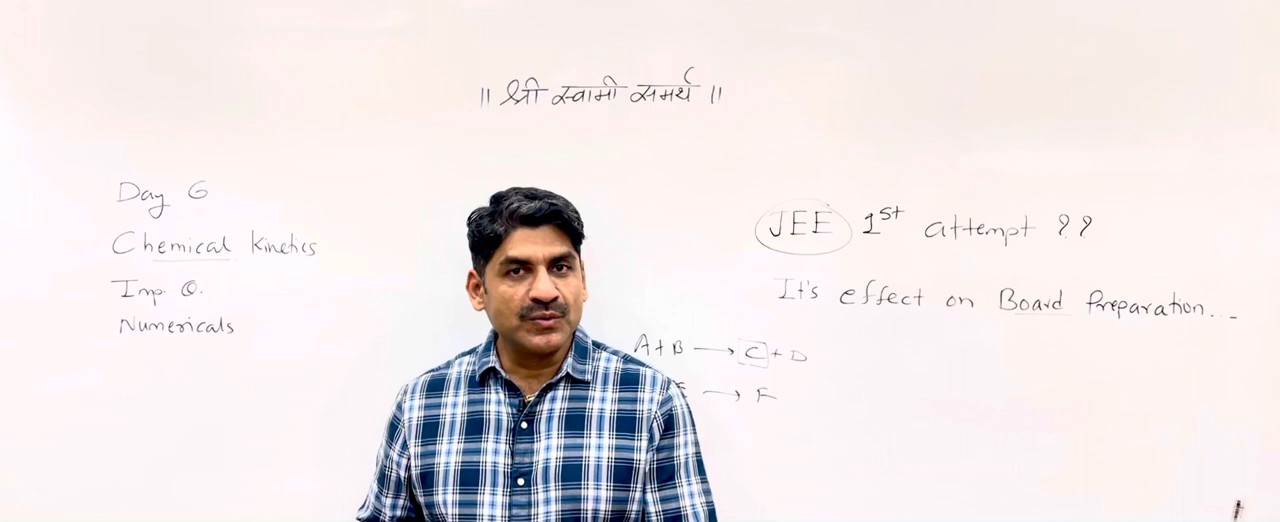 ॥ श्री स्वामी समर्थ ॥
Day 6
Chemical Kinetics
Imp. Q.
Numericals
JEE 1st attempt ??
It's effect on Board Preparation...
A+B → C + D
→ F